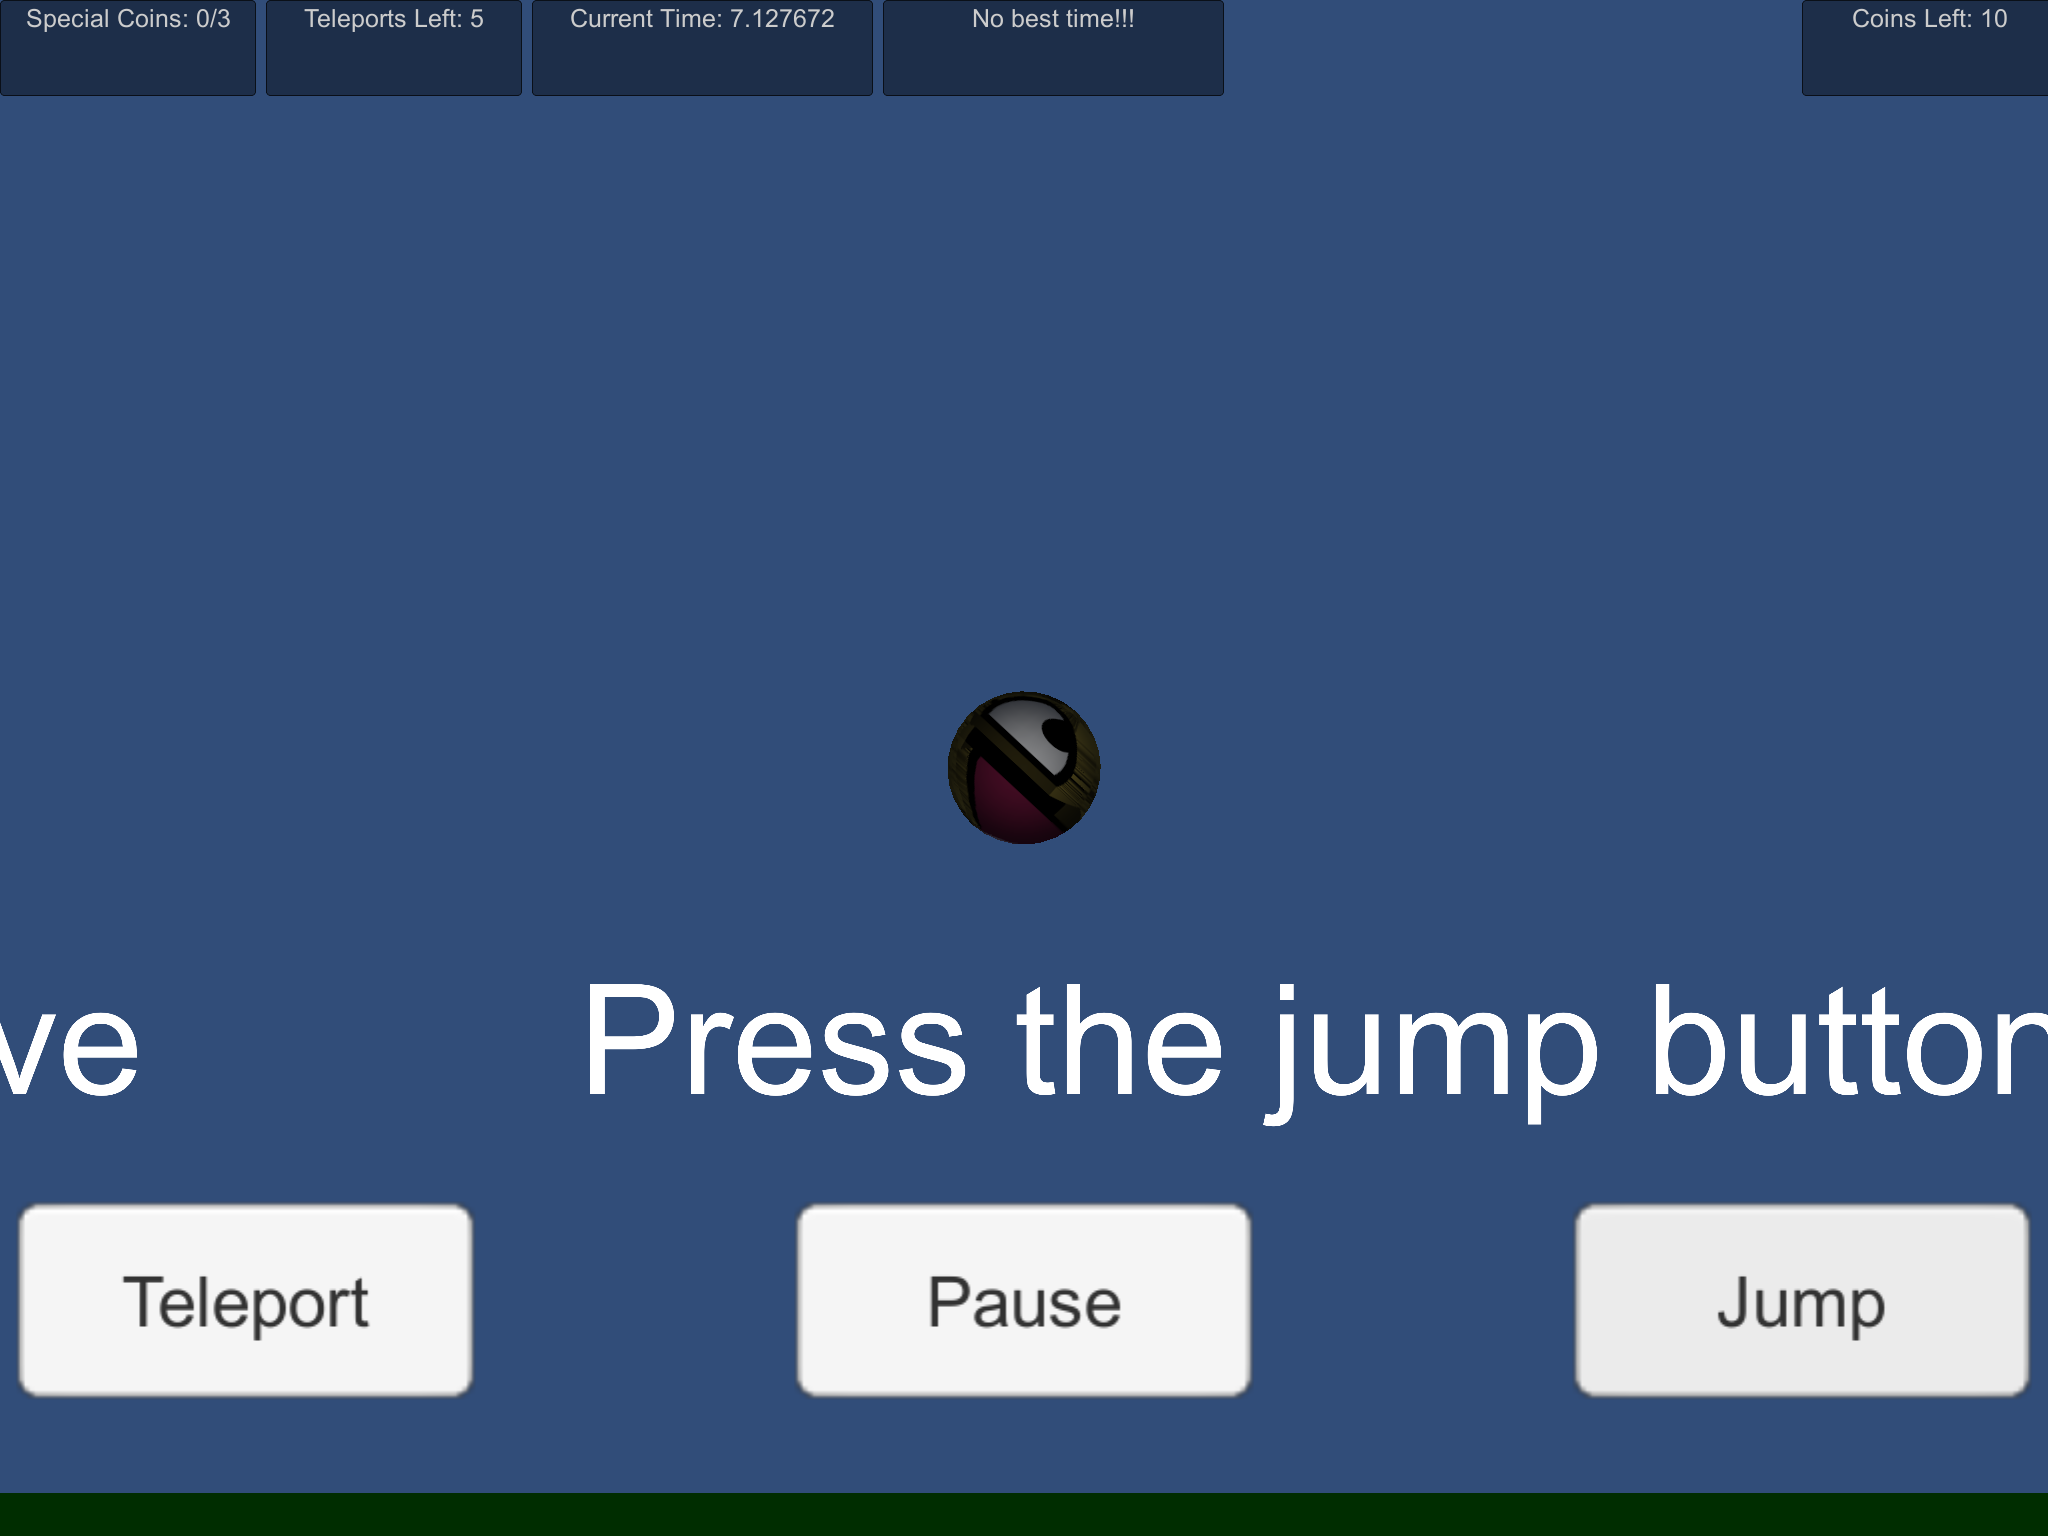 Special Coins: 0/3
Teleports Left: 5
Current Time: 7.127672
No best time!!!
Coins Left: 10
ve
Press the jump button
Teleport
Pause
Jump